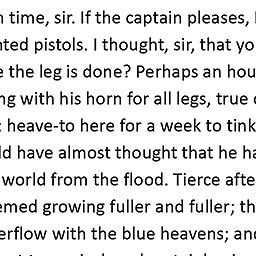 n time, sir. If the captain pleases,
nted pistols. I thought, sir, that yo
e the leg is done? Perhaps an hou
ng with his horn for all legs, true
: heave-to here for a week to tink
ld have almost thought that he ha
world from the flood. Tierce afte
emed growing fuller and fuller; th
erflow with the blue heavens; and